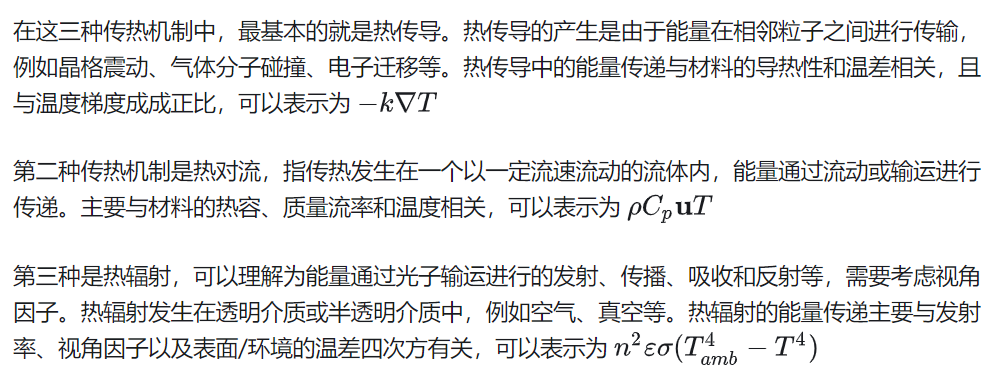 在这三种传热机制中，最基本的就是热传导。热传导的产生是由于能量在相邻粒子之间进行传输，
例如晶格震动、气体分子碰撞、电子迁移等。热传导中的能量传递与材料的导热性和温差相关，且
与温度梯度成成正比，可以表示为 −k∇T
第二种传热机制是热对流，指传热发生在一个以一定流速流动的流体内，能量通过流动或输运进行
传递。主要与材料的热容、质量流率和温度相关，可以表示为 ρC_p𝐮T
第三种是热辐射，可以理解为能量通过光子输运进行的发射、传播、吸收和反射等，需要考虑视角
因子。热辐射发生在透明介质或半透明介质中，例如空气、真空等。热辐射的能量传递主要与发射
率、视角因子以及表面/环境的温差四次方有关，可以表示为 n²εσ(T⁴_amb − T⁴)